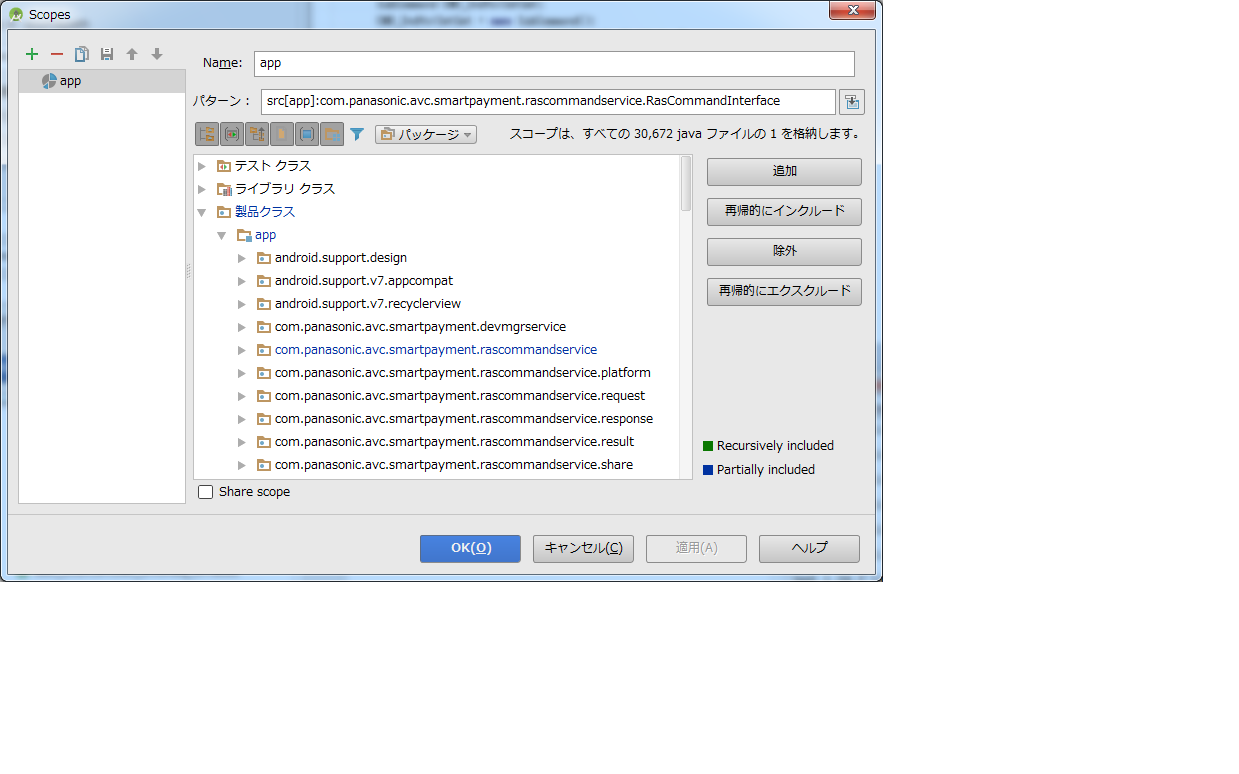 Scopes
Name: app
app
パターン： src[app]:com.panasonic.avc.smartpayment.rascommandservice.RasCommandInterface
パッケージ スコープは、すべての 30,672 java ファイルの 1 を格納します。
テスト クラス
ライブラリ クラス
製品クラス
app
android.support.design
android.support.v7.appcompat
android.support.v7.recyclerview
com.panasonic.avc.smartpayment.devmgrservice
com.panasonic.avc.smartpayment.rascommandservice
com.panasonic.avc.smartpayment.rascommandservice.platform
com.panasonic.avc.smartpayment.rascommandservice.request
com.panasonic.avc.smartpayment.rascommandservice.response
com.panasonic.avc.smartpayment.rascommandservice.result
com.panasonic.avc.smartpayment.rascommandservice.share
追加
再帰的にインクルード
除外
再帰的にエクスクルード
Recursively included
Partially included
Share scope
OK(O) キャンセル(C) 適用(A) ヘルプ